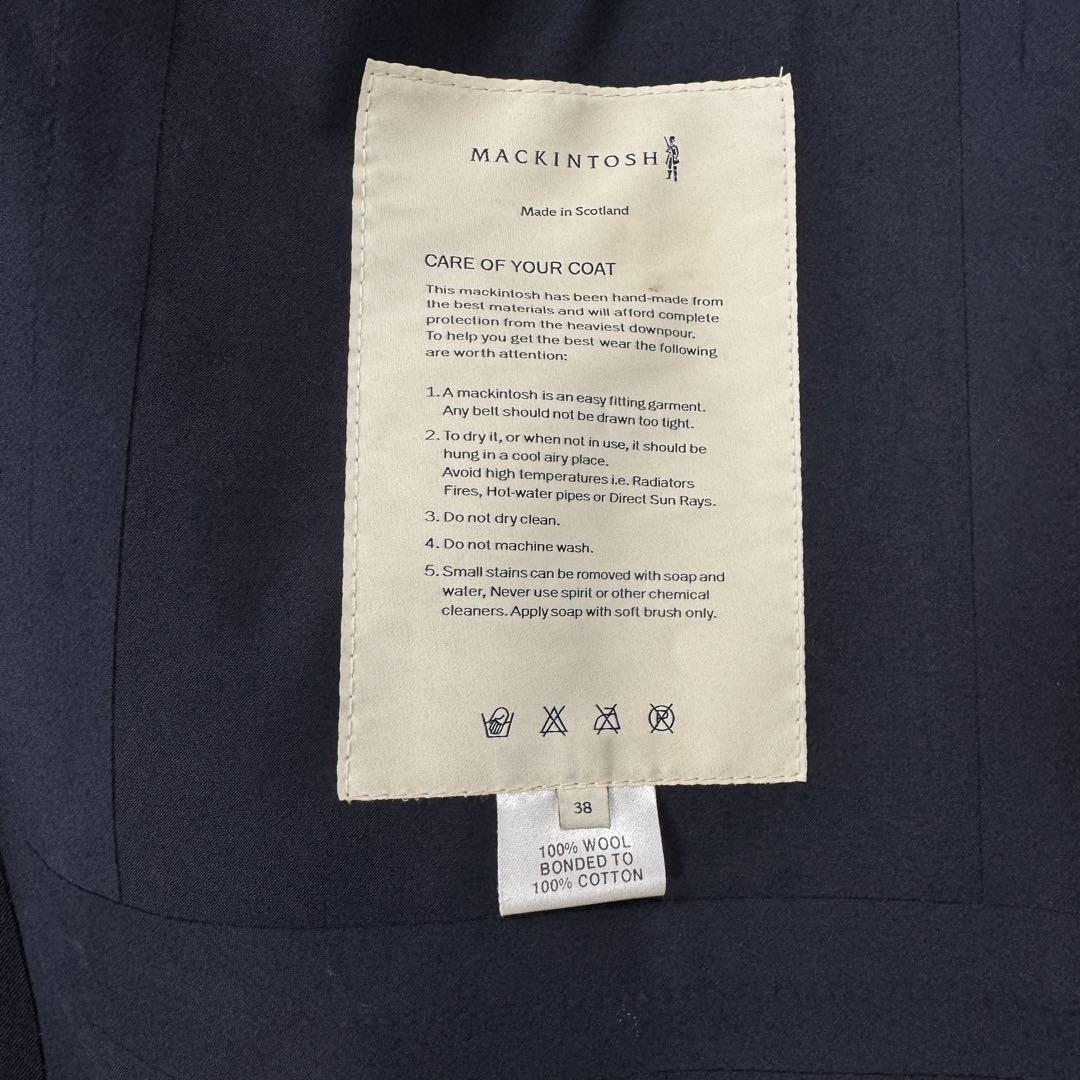 MACKINTOSH
Made in Scotland
CARE OF YOUR COAT
This mackintosh has been hand-made from
the best materials and will afford complete
protection from the heaviest downpour.
To help you get the best wear the following
are worth attention:
1. A mackintosh is an easy fitting garment.
Any belt should not be drawn too tight.
2. To dry it, or when not in use, it should be
hung in a cool airy place.
Avoid high temperatures i.e. Radiators
Fires, Hot-water pipes or Direct Sun Rays.
3. Do not dry clean.
4. Do not machine wash.
5. Small stains can be romoved with soap and
water, Never use spirit or other chemical
cleaners. Apply soap with soft brush only.
38
100% WOOL
BONDED TO
100% COTTON